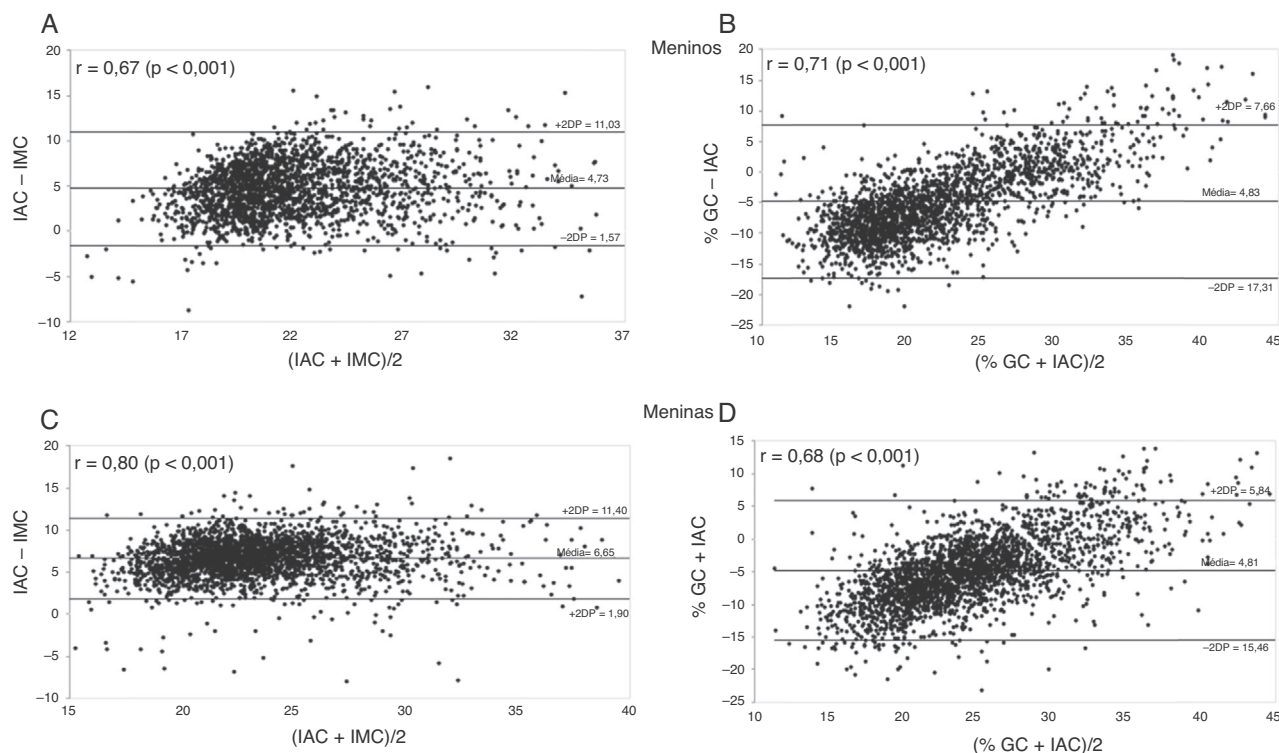 A
IAC – IMC
20
15
10
5
0
–5
–10
r = 0,67 (p < 0,001)
+2DP = 11,03
Média= 4,73
–2DP = 1,57
12
17
22
27
32
37
(IAC + IMC)/2
Meninos
B
% GC – IAC
20
15
10
5
0
–5
–10
–15
–20
–25
r = 0,71 (p < 0,001)
+2DP = 7,66
Média= 4,83
–2DP = 17,31
10
15
20
25
30
35
40
45
(% GC + IAC)/2
C
IAC – IMC
20
15
10
5
0
–5
–10
r = 0,80 (p < 0,001)
+2DP = 11,40
Média= 6,65
+2DP = 1,90
15
20
25
30
35
40
(IAC + IMC)/2
Meninas
D
% GC + IAC
15
10
5
0
–5
–10
–15
–20
–25
r = 0,68 (p < 0,001)
+2DP = 5,84
Média= 4,81
–2DP = 15,46
10
15
20
25
30
35
40
45
(% GC + IAC)/2